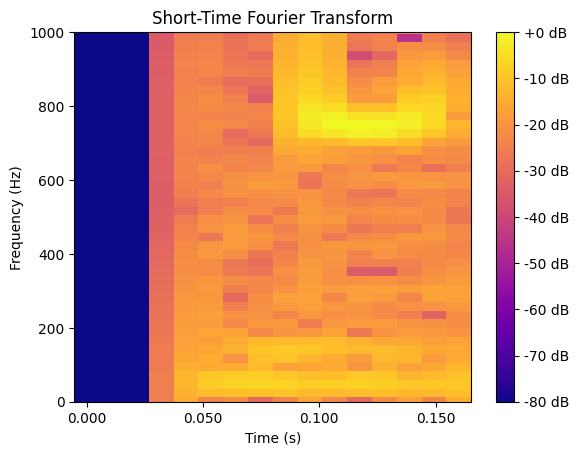 Short-Time Fourier Transform
1000
800
600
400
200
0
Frequency (Hz)
0.000
0.050
0.100
0.150
Time (s)
+0 dB
-10 dB
-20 dB
-30 dB
-40 dB
-50 dB
-60 dB
-70 dB
-80 dB